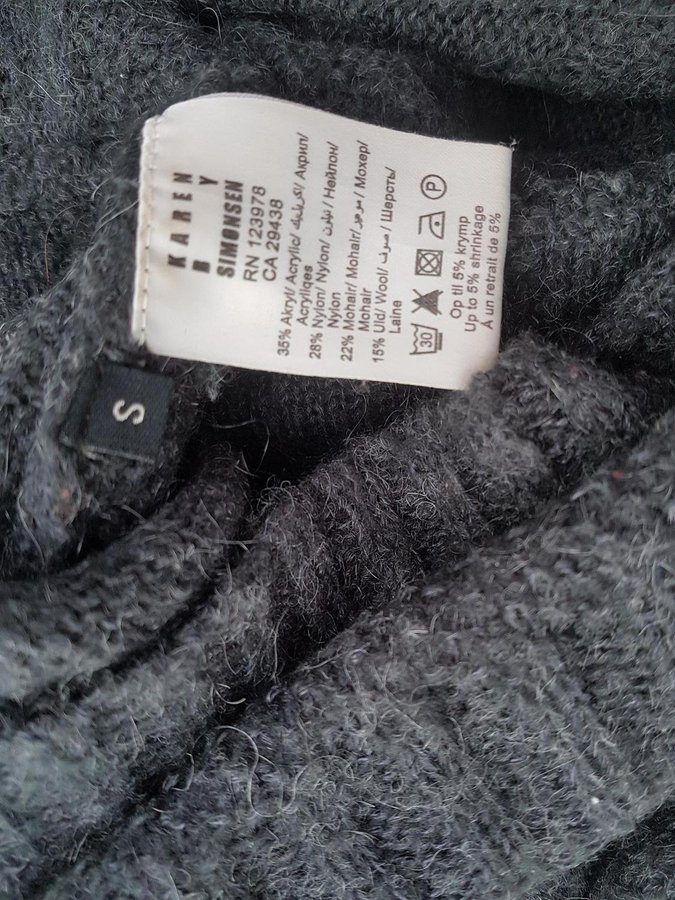 KAREN
BY
SIMONSEN
RN 123978
CA 29438
35% Akryl/ Acrylic/ أكريليك/ Акрил/
Acryliqes
28% Nylon/ Nylon/ نايلون/ Нейлон/
Nylon
22% Mohair/ Mohair/ موهير/ Мохер/
Mohair
15% Uld/ Wool/ صوف/ Шерсть/
Laine
30 P
Op til 5% krymp
Up to 5% shrinkage
À un retrait de 5%
S